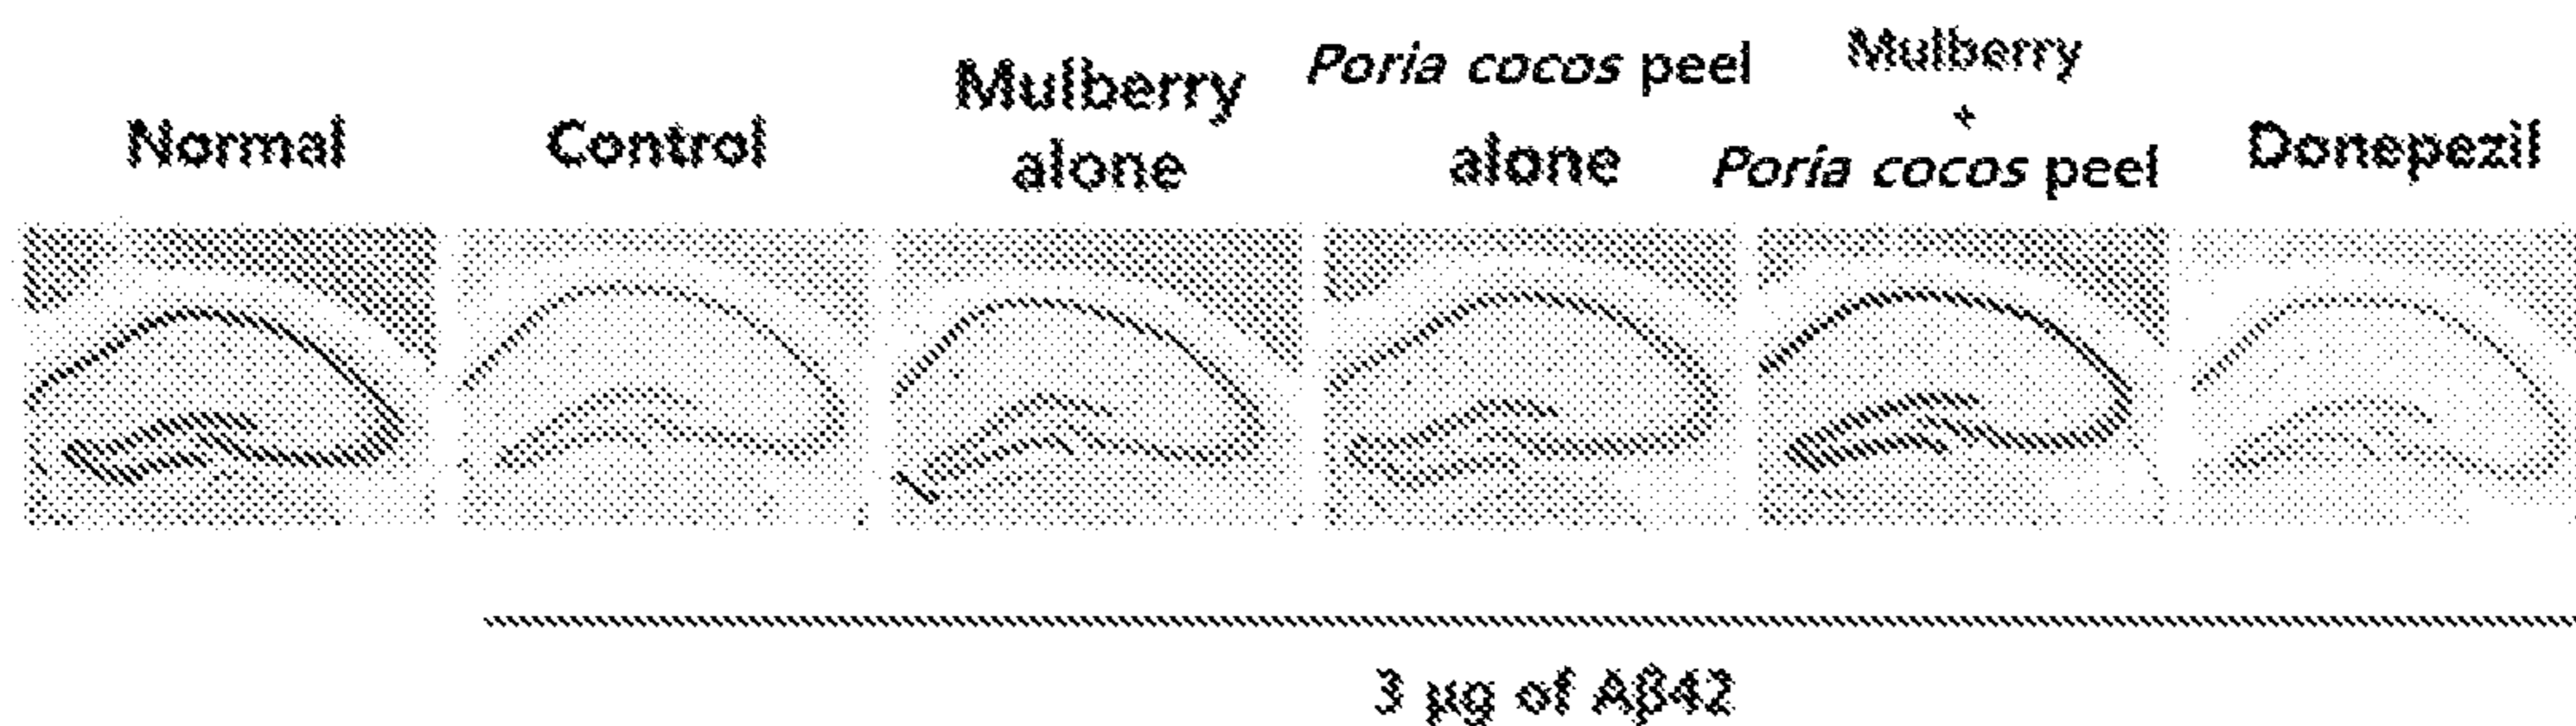 Normal
Control
Mulberry
alone
Poria cocos peel
alone
Mulberry
+
Poria cocos peel
Donepezil
3 μg of Aβ42